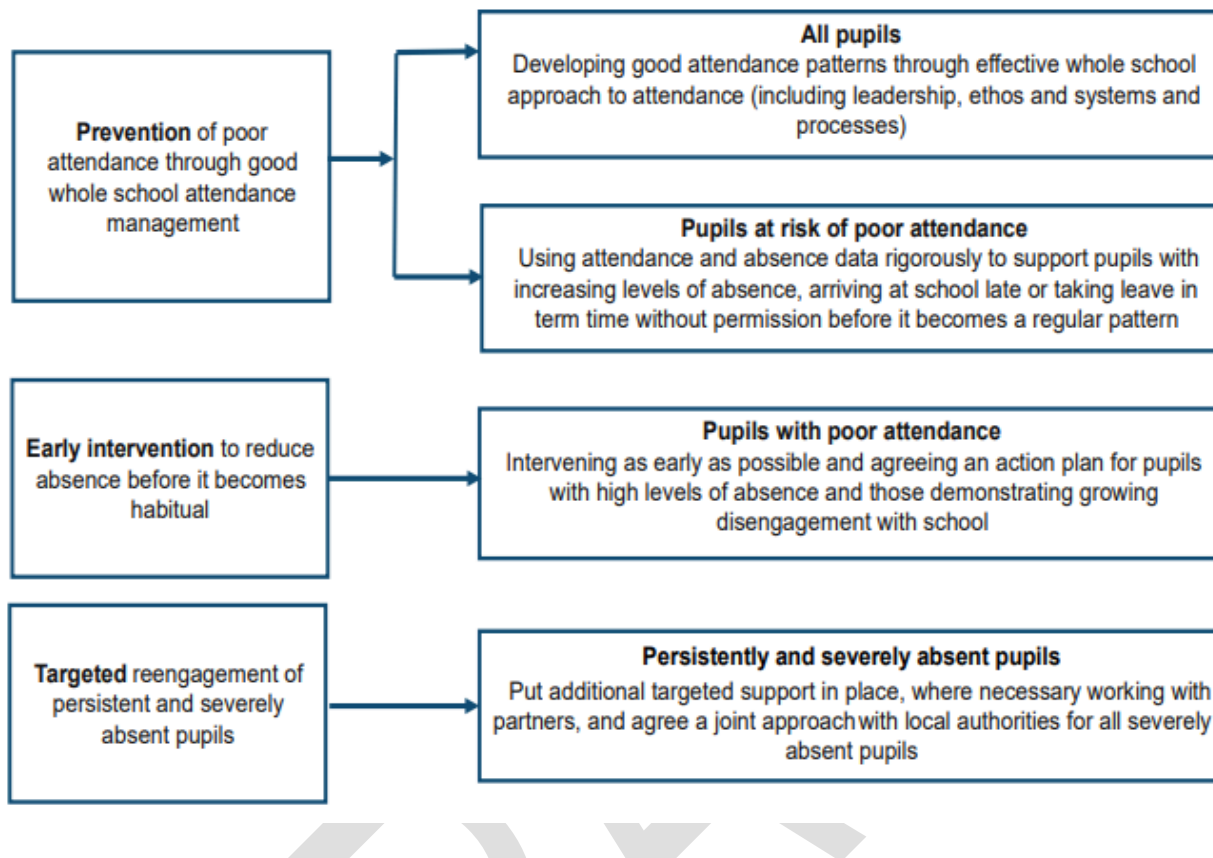 Prevention of poor
attendance through good
whole school attendance
management
All pupils
Developing good attendance patterns through effective whole school
approach to attendance (including leadership, ethos and systems and
processes)
Pupils at risk of poor attendance
Using attendance and absence data rigorously to support pupils with
increasing levels of absence, arriving at school late or taking leave in
term time without permission before it becomes a regular pattern
Early intervention to reduce
absence before it becomes
habitual
Pupils with poor attendance
Intervening as early as possible and agreeing an action plan for pupils
with high levels of absence and those demonstrating growing
disengagement with school
Targeted reengagement of
persistent and severely
absent pupils
Persistently and severely absent pupils
Put additional targeted support in place, where necessary working with
partners, and agree a joint approach with local authorities for all severely
absent pupils